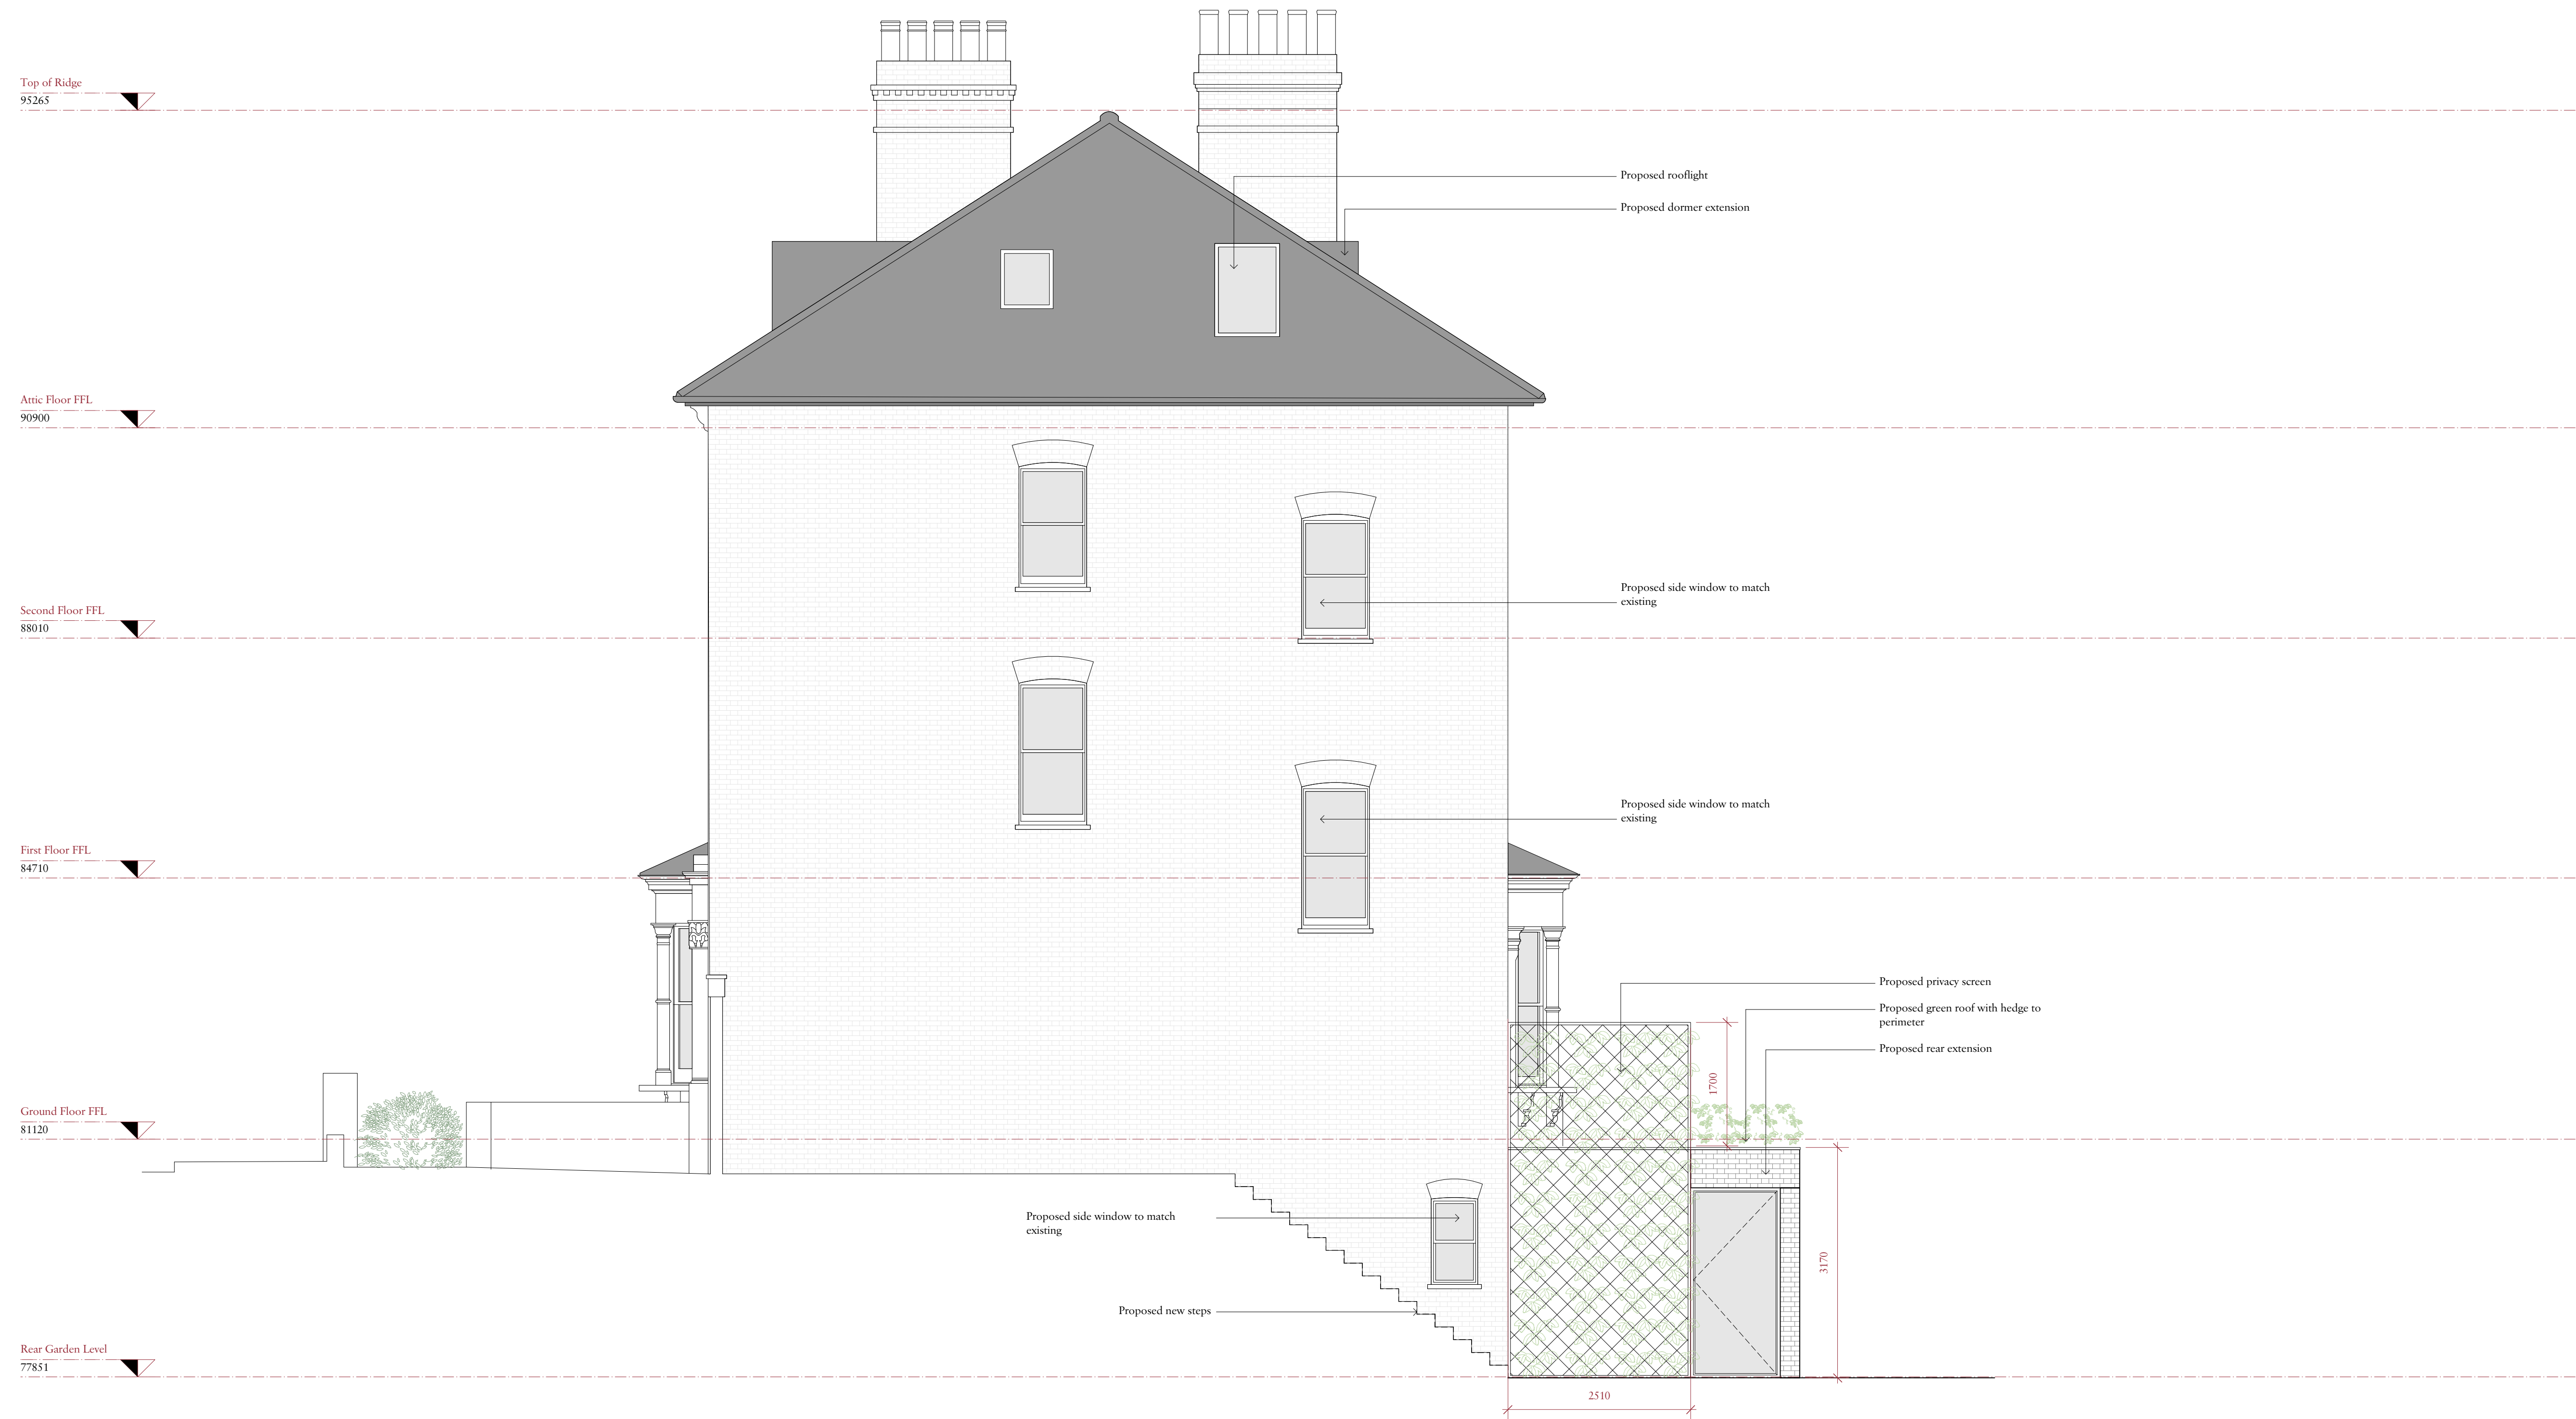 Top of Ridge
95265
Proposed rooflight
Proposed dormer extension
Attic Floor FFL
90900
Proposed side window to match
existing
Second Floor FFL
88010
Proposed side window to match
existing
First Floor FFL
84710
Proposed privacy screen
Proposed green roof with hedge to
perimeter
Proposed rear extension
1700
Ground Floor FFL
81120
Proposed side window to match
existing
3170
Proposed new steps
Rear Garden Level
77851
2510